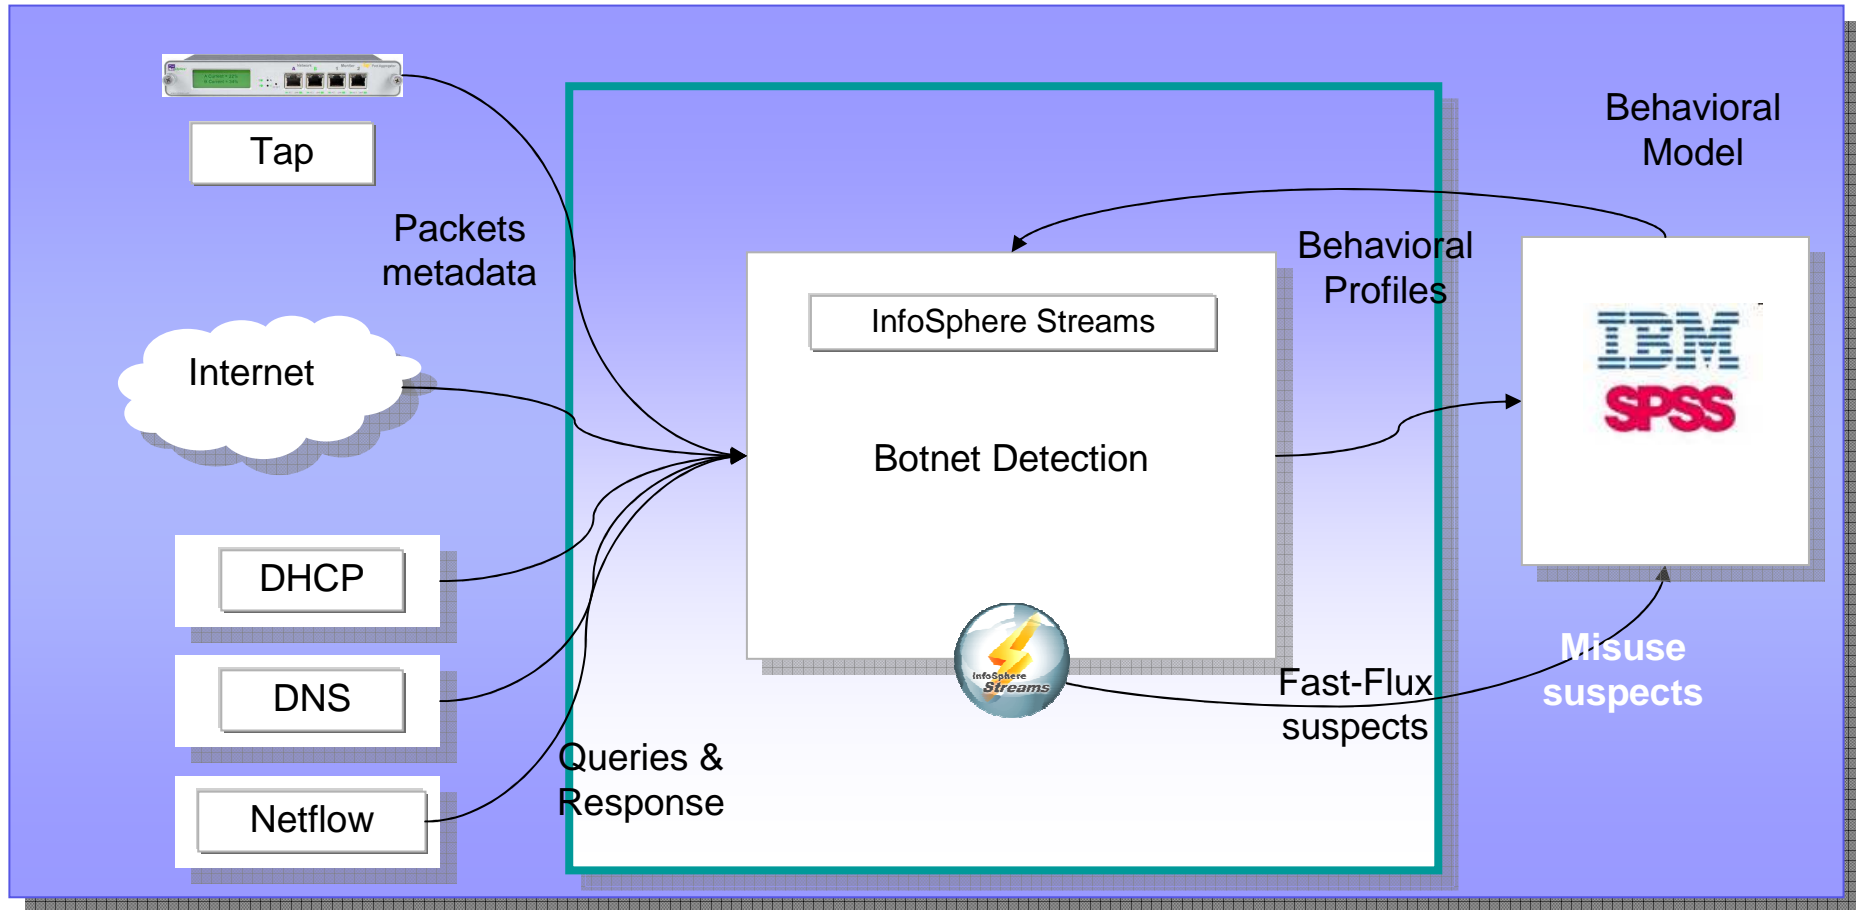 Tap
Packets
metadata
Internet
DHCP
DNS
Netflow
Queries &
Response
InfoSphere Streams
Botnet Detection
InfoSphere
Streams
Behavioral
Profiles
Fast-Flux
suspects
Behavioral
Model
IBM
SPSS
Misuse
suspects